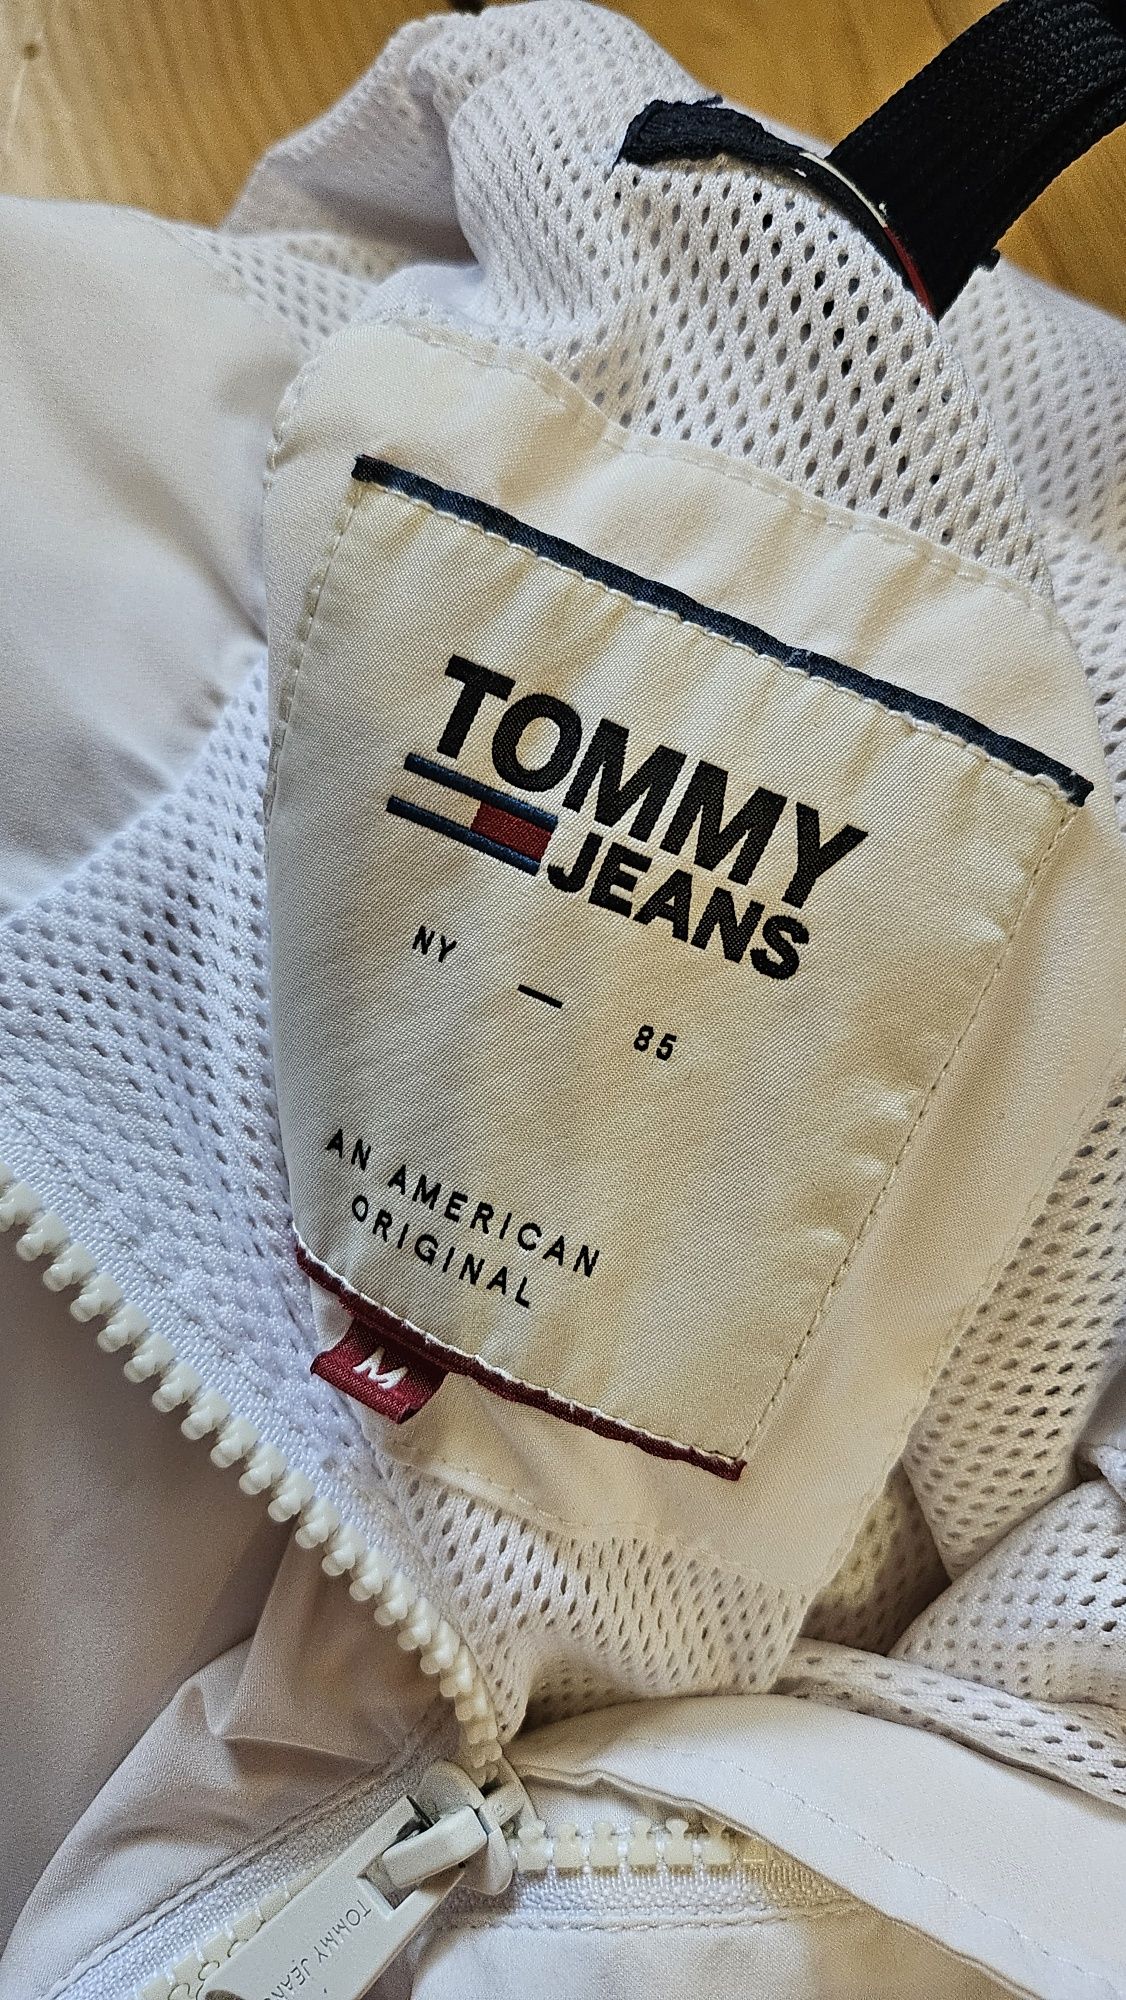 TOMMY
JEANS
NY — 85
AN AMERICAN
ORIGINAL
M
TOMMY JEANS